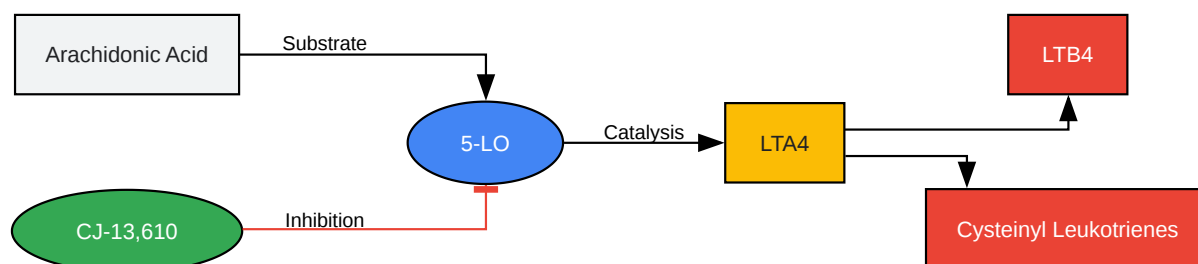 Arachidonic Acid
Substrate
LTB4
5-LO
Catalysis
LTA4
CJ-13,610
Inhibition
Cysteinyl Leukotrienes